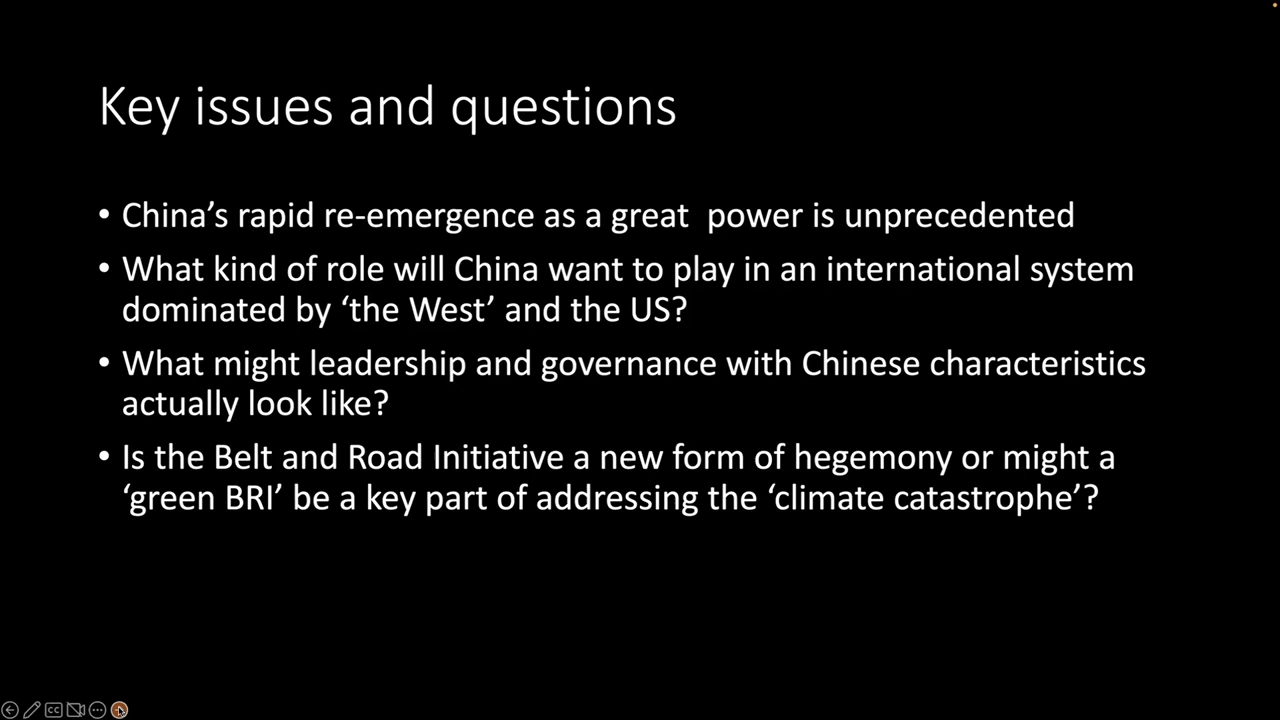 Key issues and questions
• China’s rapid re-emergence as a great  power is unprecedented
• What kind of role will China want to play in an international system
dominated by ‘the West’ and the US?
• What might leadership and governance with Chinese characteristics
actually look like?
• Is the Belt and Road Initiative a new form of hegemony or might a
‘green BRI’ be a key part of addressing the ‘climate catastrophe’?
CC